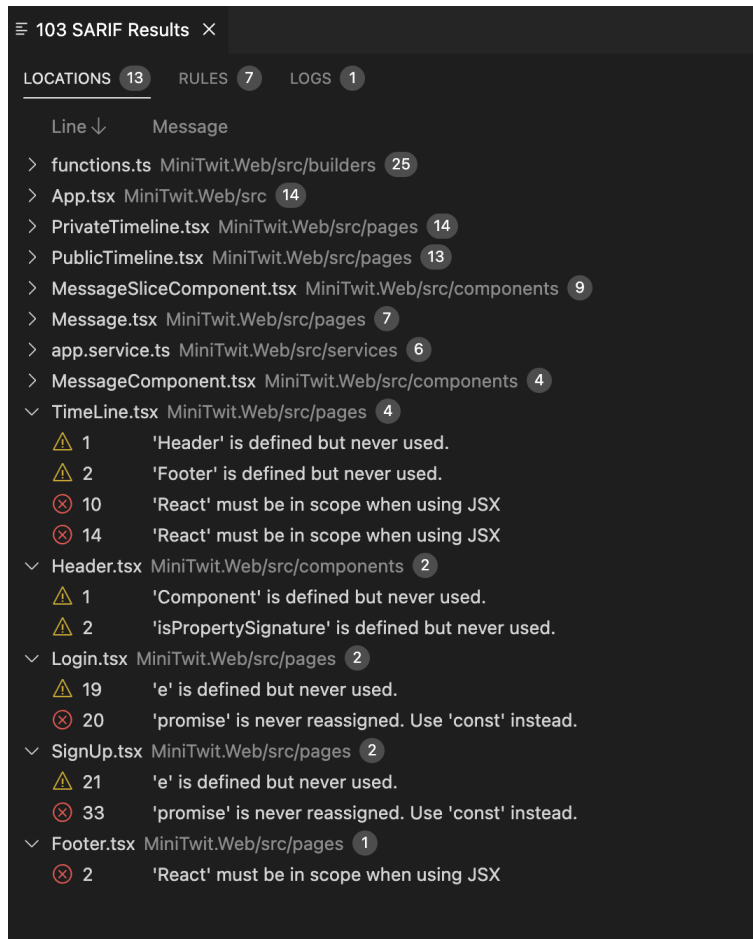 103 SARIF Results
LOCATIONS 13 RULES 7 LOGS 1
Line Message
functions.ts MiniTwit.Web/src/builders 25
App.tsx MiniTwit.Web/src 14
PrivateTimeline.tsx MiniTwit.Web/src/pages 14
PublicTimeline.tsx MiniTwit.Web/src/pages 13
MessageSliceComponent.tsx MiniTwit.Web/src/components 9
Message.tsx MiniTwit.Web/src/pages 7
app.service.ts MiniTwit.Web/src/services 6
MessageComponent.tsx MiniTwit.Web/src/components 4
TimeLine.tsx MiniTwit.Web/src/pages 4
1 'Header' is defined but never used.
2 'Footer' is defined but never used.
10 'React' must be in scope when using JSX
14 'React' must be in scope when using JSX
Header.tsx MiniTwit.Web/src/components 2
1 'Component' is defined but never used.
2 'isPropertySignature' is defined but never used.
Login.tsx MiniTwit.Web/src/pages 2
19 'e' is defined but never used.
20 'promise' is never reassigned. Use 'const' instead.
SignUp.tsx MiniTwit.Web/src/pages 2
21 'e' is defined but never used.
33 'promise' is never reassigned. Use 'const' instead.
Footer.tsx MiniTwit.Web/src/pages 1
2 'React' must be in scope when using JSX